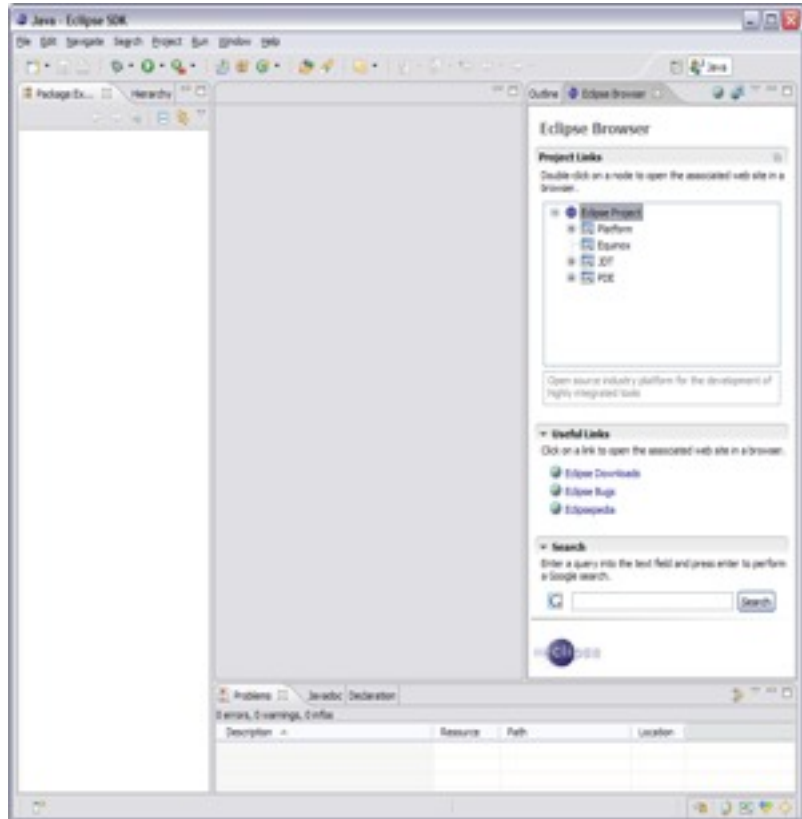 Java - Eclipse SDK
File Edit Navigate Search Project Run Window Help
Java
Package Ex... Hierarchy
Outline Eclipse Browser
Eclipse Browser
Project Links
Double-click on a node to open the associated web site in a
browser.
Eclipse Project
Platform
Equinox
JDT
PDE
Open source industry platform for the development of
highly integrated tools
Useful Links
Click on a link to open the associated web site in a browser.
Eclipse Downloads
Eclipse Bugs
Eclipsepedia
Search
Enter a query into the text field and press enter to perform
a Google search.
G
Search
eclipse
Problems Javadoc Declaration
0 errors, 0 warnings, 0 infos
Description Resource Path Location